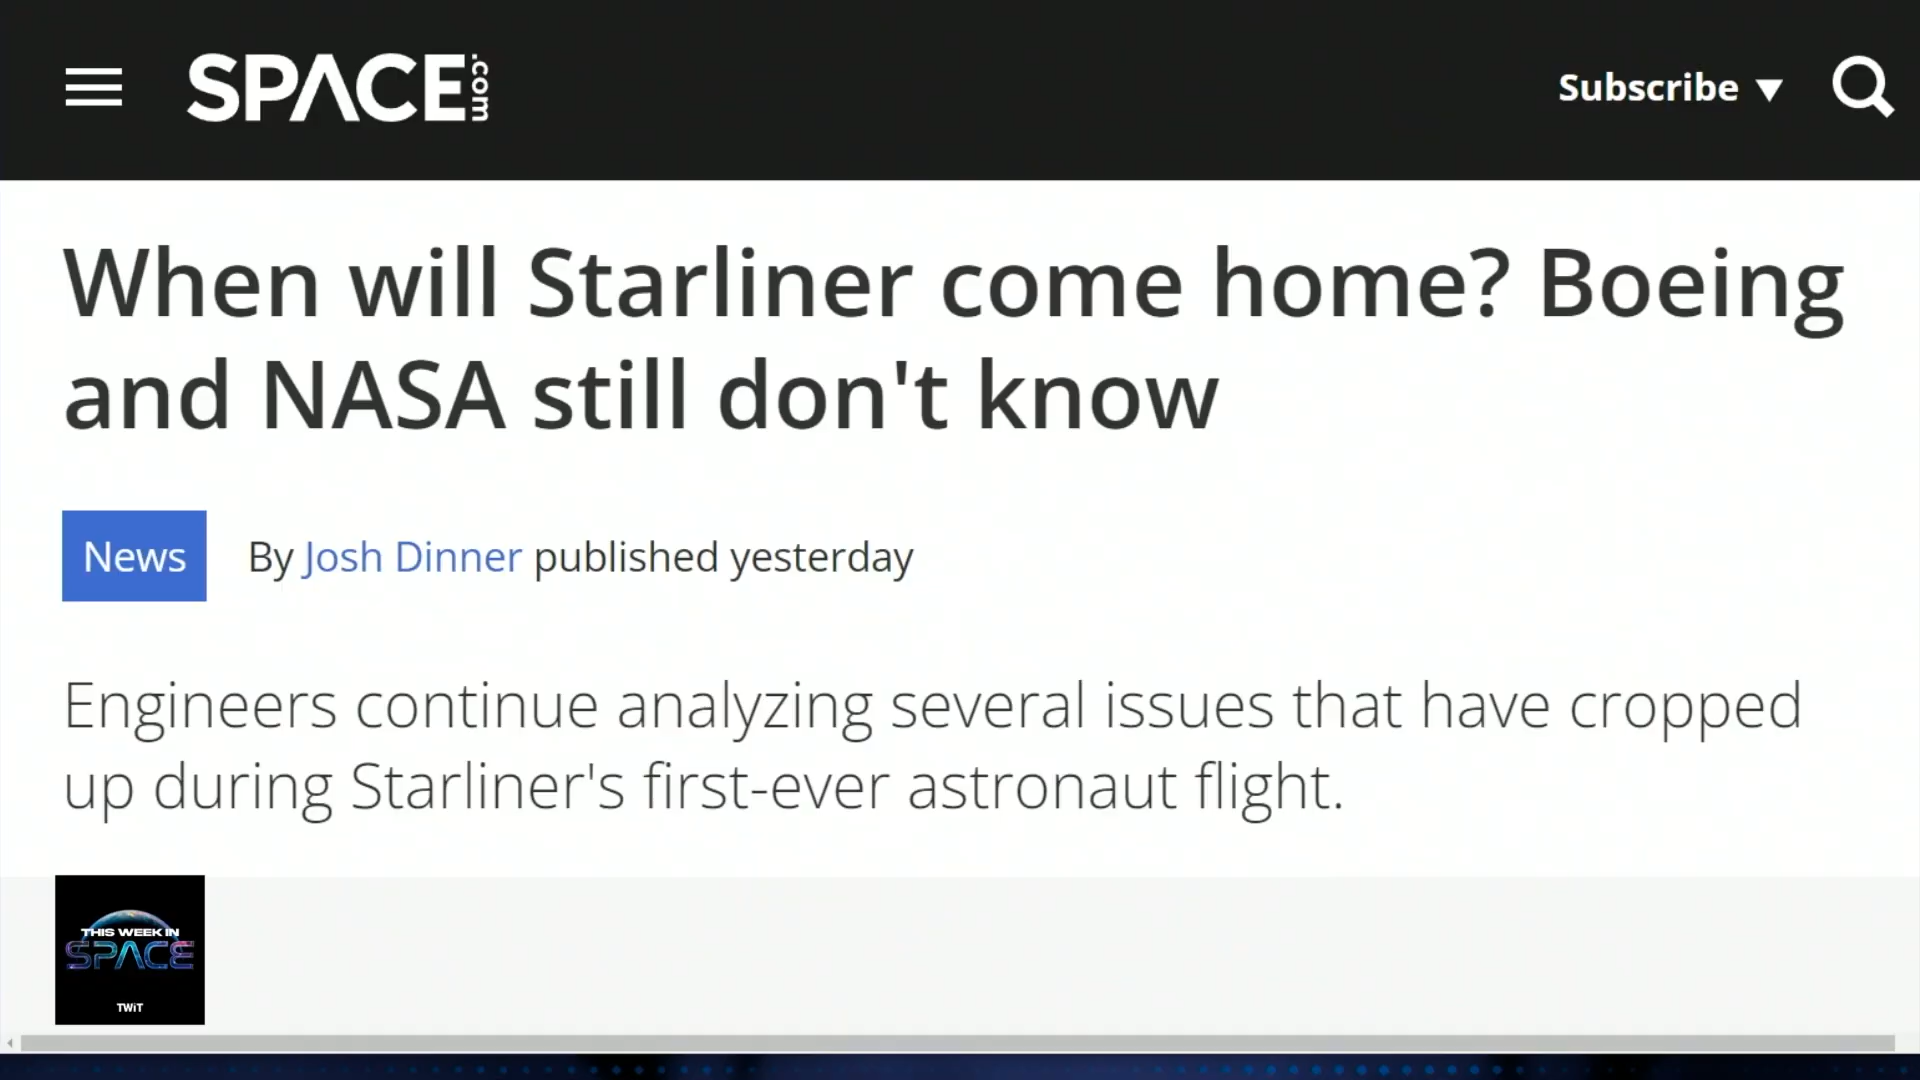 SPACE.com
Subscribe ▼
When will Starliner come home? Boeing
and NASA still don't know
News
By Josh Dinner published yesterday
Engineers continue analyzing several issues that have cropped
up during Starliner's first-ever astronaut flight.
THIS WEEK IN
SPACE
TWiT